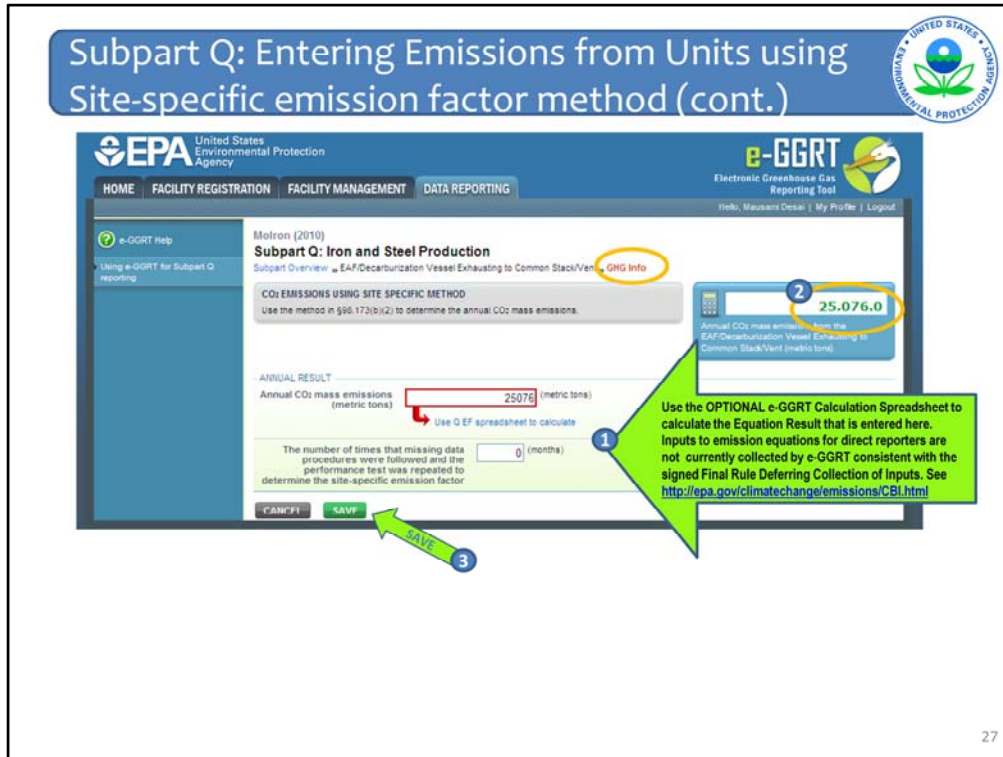 Subpart Q: Entering Emissions from Units using
Site-specific emission factor method (cont.)
UNITED STATES
ENVIRONMENTAL PROTECTION AGENCY
EPA United States
Environmental Protection
Agency
e-GGRT
Electronic Greenhouse Gas
Reporting Tool
HOME FACILITY REGISTRATION FACILITY MANAGEMENT DATA REPORTING
Hello, Mausami Desai | My Profile | Logout
e-GGRT Help
Using e-GGRT for Subpart Q
reporting
MoIron (2010)
Subpart Q: Iron and Steel Production
Subpart Overview » EAF/Decarburization Vessel Exhausting to Common Stack/Vent » GHG Info
CO2 EMISSIONS USING SITE SPECIFIC METHOD
Use the method in §98.173(b)(2) to determine the annual CO2 mass emissions.
2
25.076.0
Annual CO2 mass emissions from the
EAF/Decarburization Vessel Exhausting to
Common Stack/Vent (metric tons)
ANNUAL RESULT
Annual CO2 mass emissions
(metric tons)
25076 (metric tons)
Use Q EF spreadsheet to calculate
The number of times that missing data
procedures were followed and the
performance test was repeated to
determine the site-specific emission factor
0 (months)
1
Use the OPTIONAL e-GGRT Calculation Spreadsheet to
calculate the Equation Result that is entered here.
Inputs to emission equations for direct reporters are
not currently collected by e-GGRT consistent with the
signed Final Rule Deferring Collection of Inputs. See
http://epa.gov/climatechange/emissions/CBI.html
CANCEL SAVE
SAVE
3
27